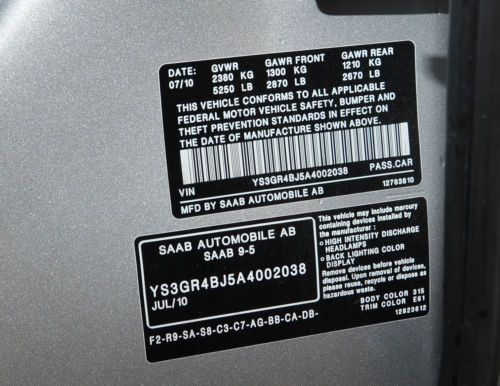 DATE: GVWR GAWR FRONT GAWR REAR
07/10 2380 KG 1300 KG 1210 KG
5250 LB 2870 LB 2670 LB
THIS VEHICLE CONFORMS TO ALL APPLICABLE
FEDERAL MOTOR VEHICLE SAFETY, BUMPER AND
THEFT PREVENTION STANDARDS IN EFFECT ON
THE DATE OF MANUFACTURE SHOWN ABOVE.
VIN YS3GR4BJ5A4002038 PASS.CAR
MFD BY SAAB AUTOMOBILE AB 12783810
SAAB AUTOMOBILE AB
SAAB 9-5
YS3GR4BJ5A4002038
JUL/10
F2-R9-SA-S8-C3-C7-AG-BB-CA-DB-
This vehicle may include mercury
containing devices installed by
the manufacturer :
o HIGH INTENSITY DISCHARGE
HEADLAMPS
o BACK LIGHTING COLOR
DISPLAY
Remove devices before vehicle
disposal. Upon removal of devices,
please reuse, recycle or dispose as
hazardous waste.
BODY COLOR 315
TRIM COLOR E61
12823612